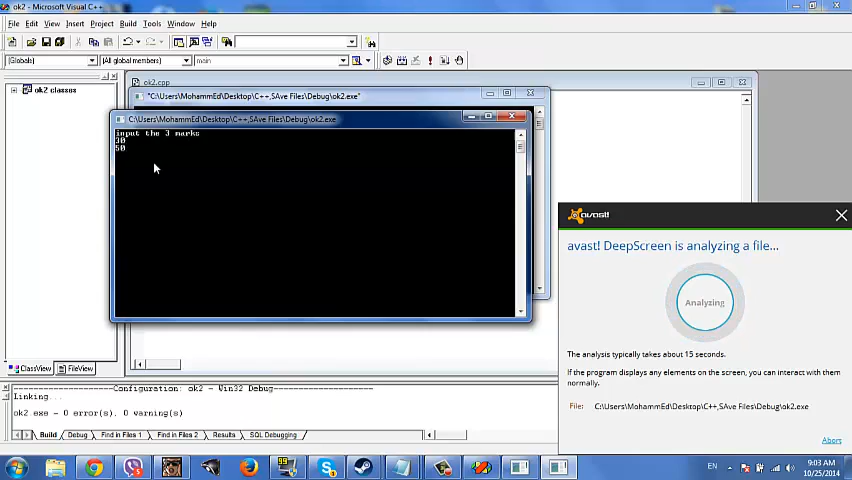 ok2 - Microsoft Visual C++
File Edit View Insert Project Build Tools Window Help
(Globals) (All global members) main
ok2 classes
ok2.cpp
"C:\Users\MohammEd\Desktop\C++,SAve Files\Debug\ok2.exe"
C:\Users\MohammEd\Desktop\C++,SAve Files\Debug\ok2.exe
input the 3 marks
30
50
avast!
avast! DeepScreen is analyzing a file...
Analyzing
The analysis typically takes about 15 seconds.
If the program displays any elements on the screen, you can interact with them
normally.
File: C:\Users\MohammEd\Desktop\C++,SAve Files\Debug\ok2.exe
Abort
ClassView FileView
--------------------Configuration: ok2 - Win32 Debug--------------------
Linking...
ok2.exe - 0 error(s), 0 warning(s)
Build Debug Find in Files 1 Find in Files 2 Results SQL Debugging
EN
9:03 AM
10/25/2014